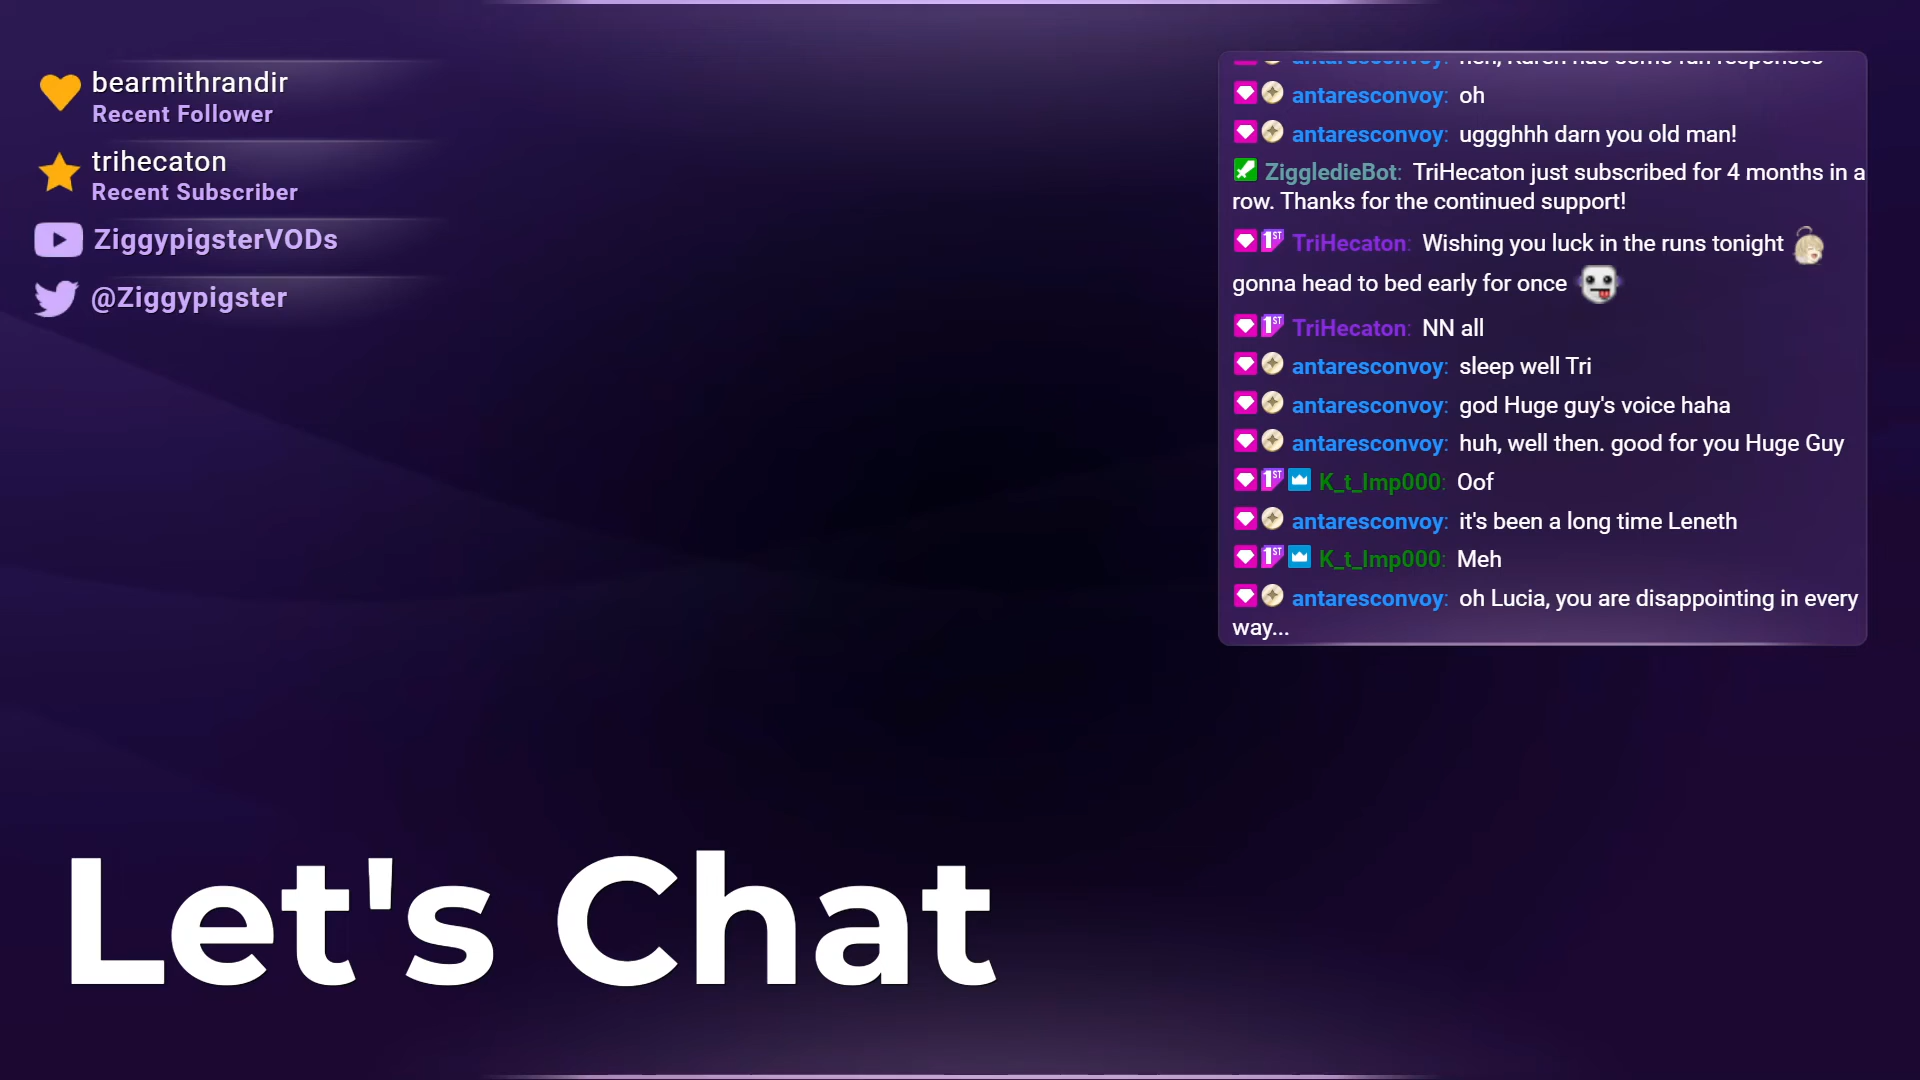 bearmithrandir
Recent Follower
trihecaton
Recent Subscriber
ZiggypigsterVODs
@Ziggypigster
antaresconvoy: oh
antaresconvoy: uggghhh darn you old man!
ZiggledieBot: TriHecaton just subscribed for 4 months in a
row. Thanks for the continued support!
1ST TriHecaton: Wishing you luck in the runs tonight
gonna head to bed early for once
1ST TriHecaton: NN all
antaresconvoy: sleep well Tri
antaresconvoy: god Huge guy's voice haha
antaresconvoy: huh, well then. good for you Huge Guy
1ST K_t_Imp000: Oof
antaresconvoy: it's been a long time Leneth
1ST K_t_Imp000: Meh
antaresconvoy: oh Lucia, you are disappointing in every
way...
Let's Chat